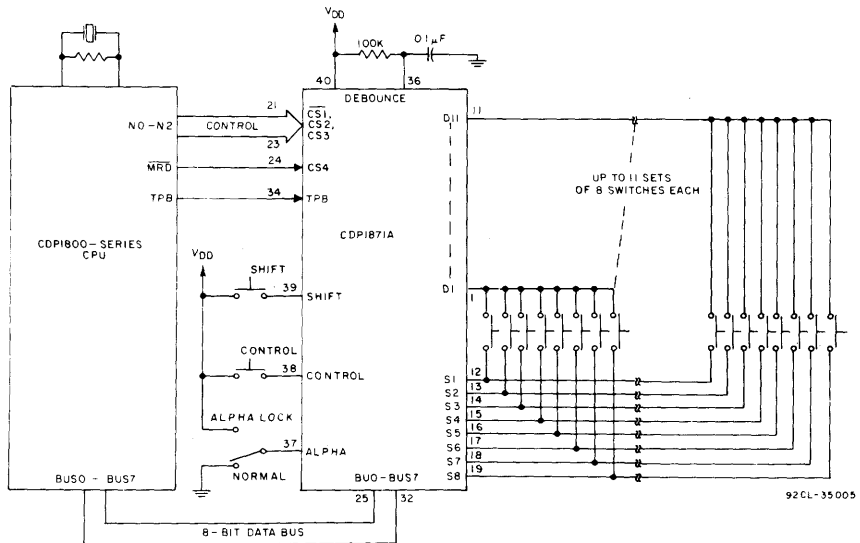 VDD
100K
0.1µF
40
36
DEBOUNCE
21
N0-N2
CONTROL
CS1,
CS2,
CS3
23
24
MRD
CS4
34
TPB
TPB
CDP1800-SERIES
CPU
CDP1871A
D11
11
UP TO 11 SETS
OF 8 SWITCHES EACH
VDD
SHIFT
39
SHIFT
D1
1
CONTROL
38
CONTROL
ALPHA LOCK
37
ALPHA
NORMAL
S1
12
S2
13
S3
14
S4
15
S5
16
S6
17
S7
18
S8
19
BUS0 - BUS7
BU0-BUS7
25
32
8-BIT DATA BUS
92CL-35005